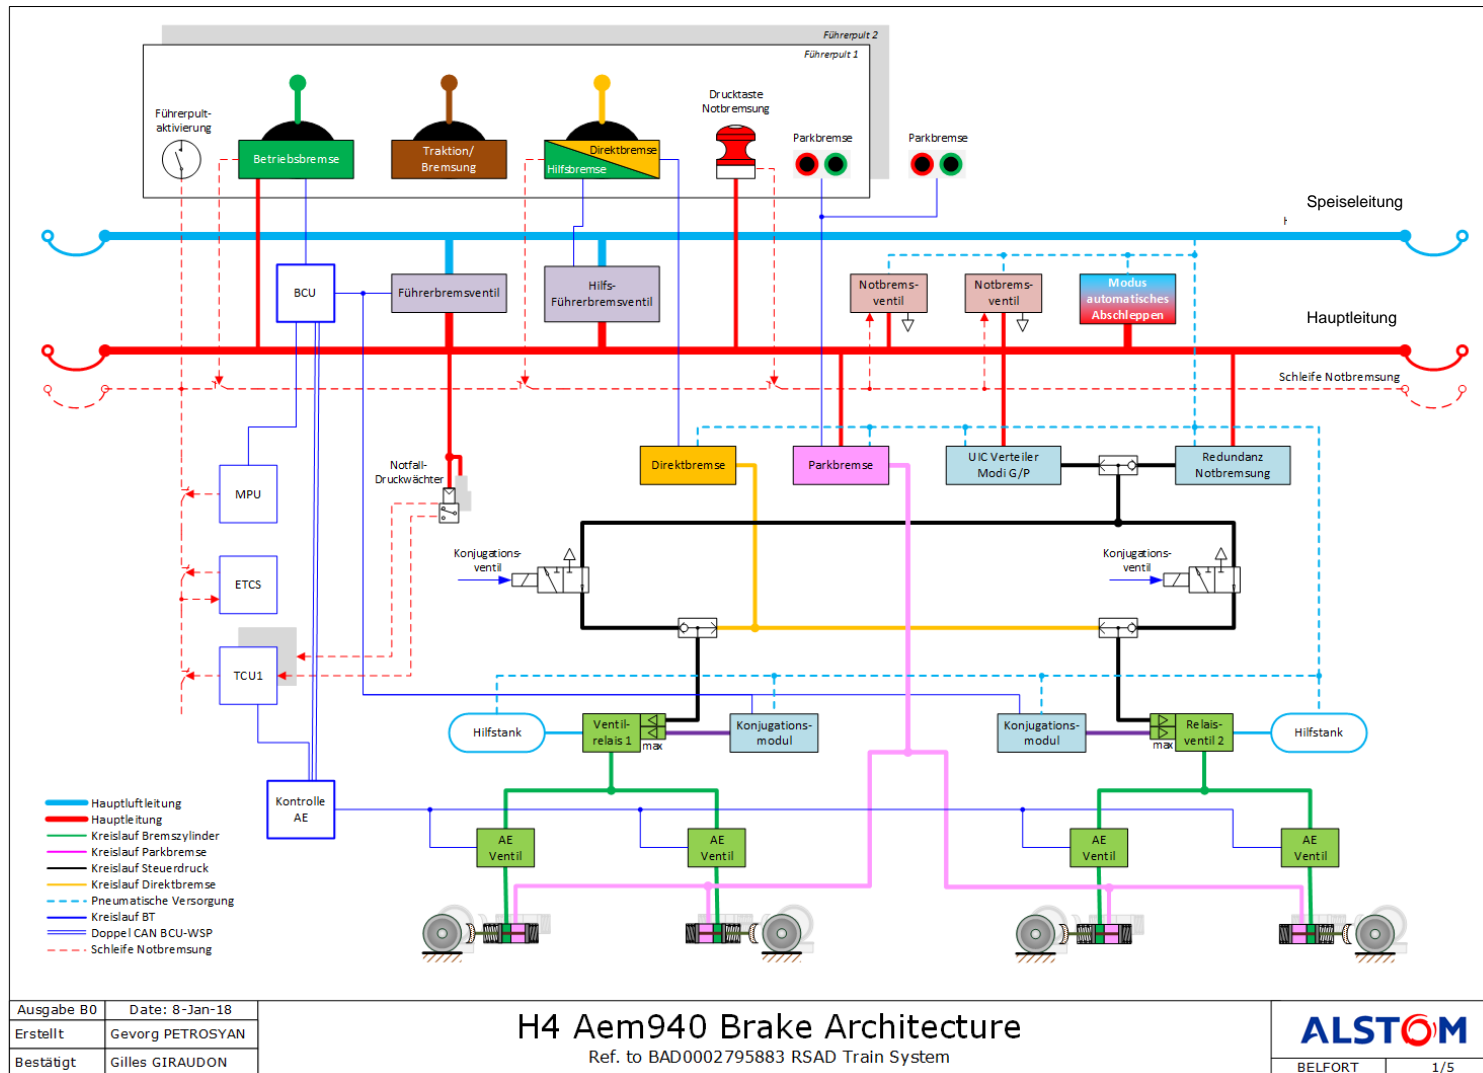 Führerpult 2
Führerpult 1
Führerpult-
aktivierung
Betriebsbremse
Traktion/
Bremsung
Direktbremse
Hilfsbremse
Drucktaste
Notbremsung
Parkbremse
Parkbremse
Speiseleitung
BCU
Führerbremsventil
Hilfs-
Führerbremsventil
Notbrems-
ventil
Notbrems-
ventil
Modus
automatisches
Abschleppen
Hauptleitung
Schleife Notbremsung
Notfall-
Druckwächter
Direktbremse
Parkbremse
UIC Verteiler
Modi G/P
Redundanz
Notbremsung
MPU
ETCS
TCU1
Konjugations-
ventil
Konjugations-
ventil
Hilfstank
Ventil-
relais 1
max
Konjugations-
modul
Konjugations-
modul
max
Relais-
ventil 2
Hilfstank
Kontrolle
AE
AE
Ventil
AE
Ventil
AE
Ventil
AE
Ventil
Hauptluftleitung
Hauptleitung
Kreislauf Bremszylinder
Kreislauf Parkbremse
Kreislauf Steuerdruck
Kreislauf Direktbremse
Pneumatische Versorgung
Kreislauf BT
Doppel CAN BCU-WSP
Schleife Notbremsung
Ausgabe B0 Date: 8-Jan-18
Erstellt Gevorg PETROSYAN
Bestätigt Gilles GIRAUDON
H4 Aem940 Brake Architecture
Ref. to BAD0002795883 RSAD Train System
ALSTOM
BELFORT 1/5